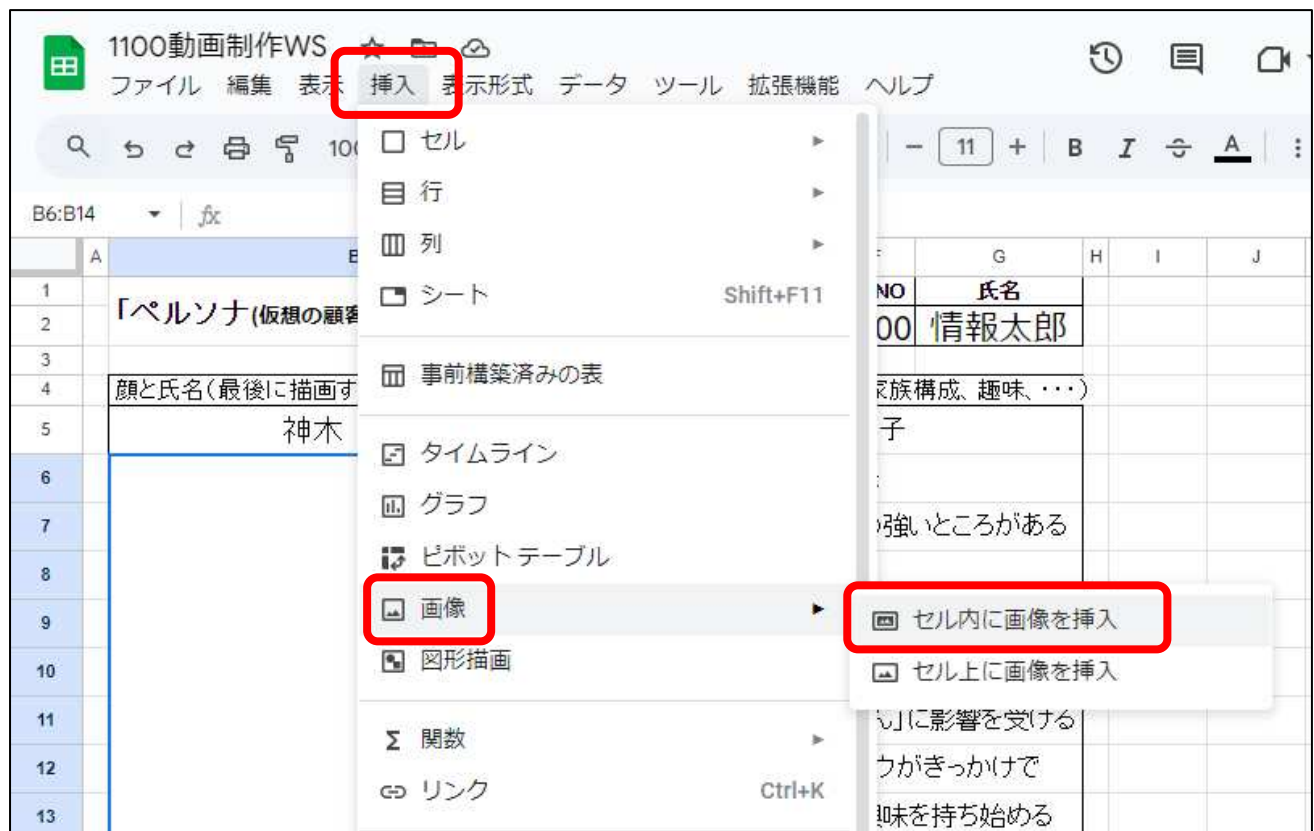 1100動画制作WS
ファイル 編集 表示 挿入 表示形式 データ ツール 拡張機能 ヘルプ
10 11 B I A
B6:B14 fx
A G H I J
1 NO 氏名
2 「ペルソナ(仮想の顧客 00 情報太郎
3
4 顔と氏名(最後に描画す 家族構成、趣味、・・・)
5 神木 子
6
7 の強いところがある
8
9
10
11 」に影響を受ける
12 がきっかけで
13 味を持ち始める
セル
行
列
シート Shift+F11
事前構築済みの表
タイムライン
グラフ
ピボット テーブル
画像
図形描画
Σ 関数
リンク Ctrl+K
セル内に画像を挿入
セル上に画像を挿入